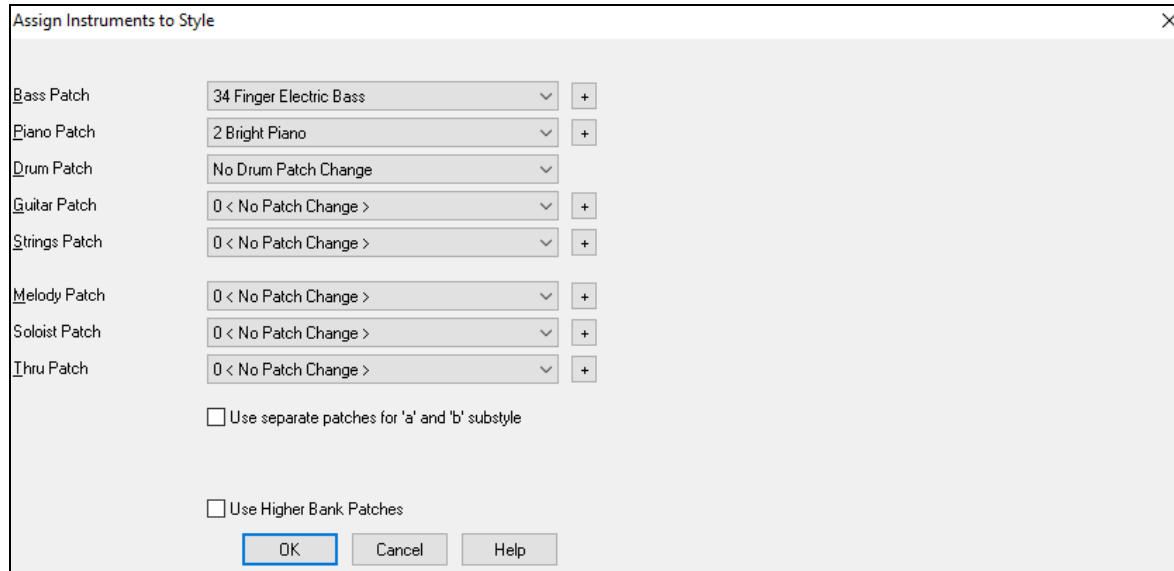 Assign Instruments to Style
Bass Patch 34 Finger Electric Bass +
Piano Patch 2 Bright Piano +
Drum Patch No Drum Patch Change
Guitar Patch 0 < No Patch Change > +
Strings Patch 0 < No Patch Change > +
Melody Patch 0 < No Patch Change > +
Soloist Patch 0 < No Patch Change > +
Thru Patch 0 < No Patch Change > +
Use separate patches for 'a' and 'b' substyle
Use Higher Bank Patches
OK Cancel Help